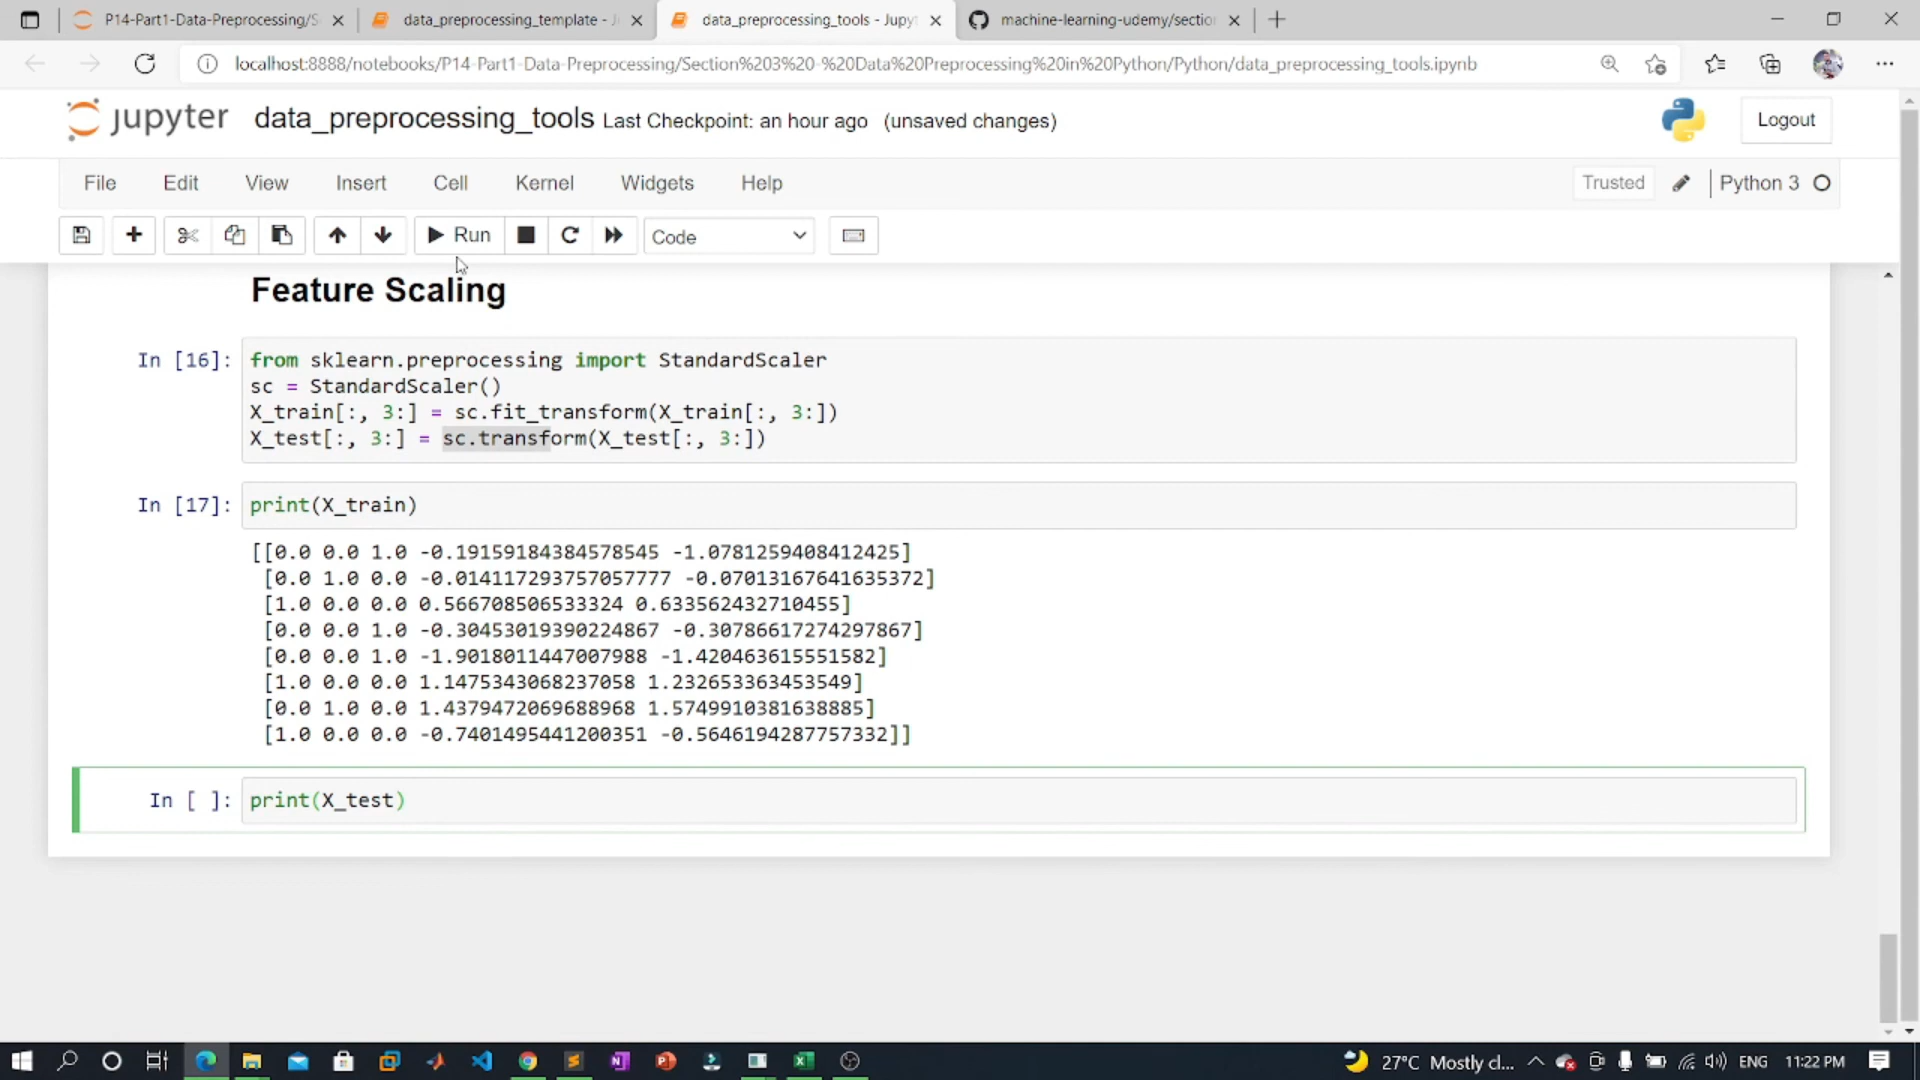 P14-Part1-Data-Preprocessing/S
data_preprocessing_template - J
data_preprocessing_tools - Jupyt
machine-learning-udemy/section
localhost:8888/notebooks/P14-Part1-Data-Preprocessing/Section%203%20-%20Data%20Preprocessing%20in%20Python/Python/data_preprocessing_tools.ipynb
jupyter data_preprocessing_tools Last Checkpoint: an hour ago (unsaved changes)
Logout
File Edit View Insert Cell Kernel Widgets Help
Trusted Python 3
Run Code
Feature Scaling
In [16]: from sklearn.preprocessing import StandardScaler
sc = StandardScaler()
X_train[:, 3:] = sc.fit_transform(X_train[:, 3:])
X_test[:, 3:] = sc.transform(X_test[:, 3:])
In [17]: print(X_train)
[[0.0 0.0 1.0 -0.19159184384578545 -1.0781259408412425]
[0.0 1.0 0.0 -0.014117293757057777 -0.07013167641635372]
[1.0 0.0 0.0 0.566708506533324 0.633562432710455]
[0.0 0.0 1.0 -0.30453019390224867 -0.30786617274297867]
[0.0 0.0 1.0 -1.9018011447007988 -1.420463615551582]
[1.0 0.0 0.0 1.1475343068237058 1.232653363453549]
[0.0 1.0 0.0 1.4379472069688968 1.5749910381638885]
[1.0 0.0 0.0 -0.7401495441200351 -0.5646194287757332]]
In [ ]: print(X_test)
27°C Mostly cl... ENG 11:22 PM